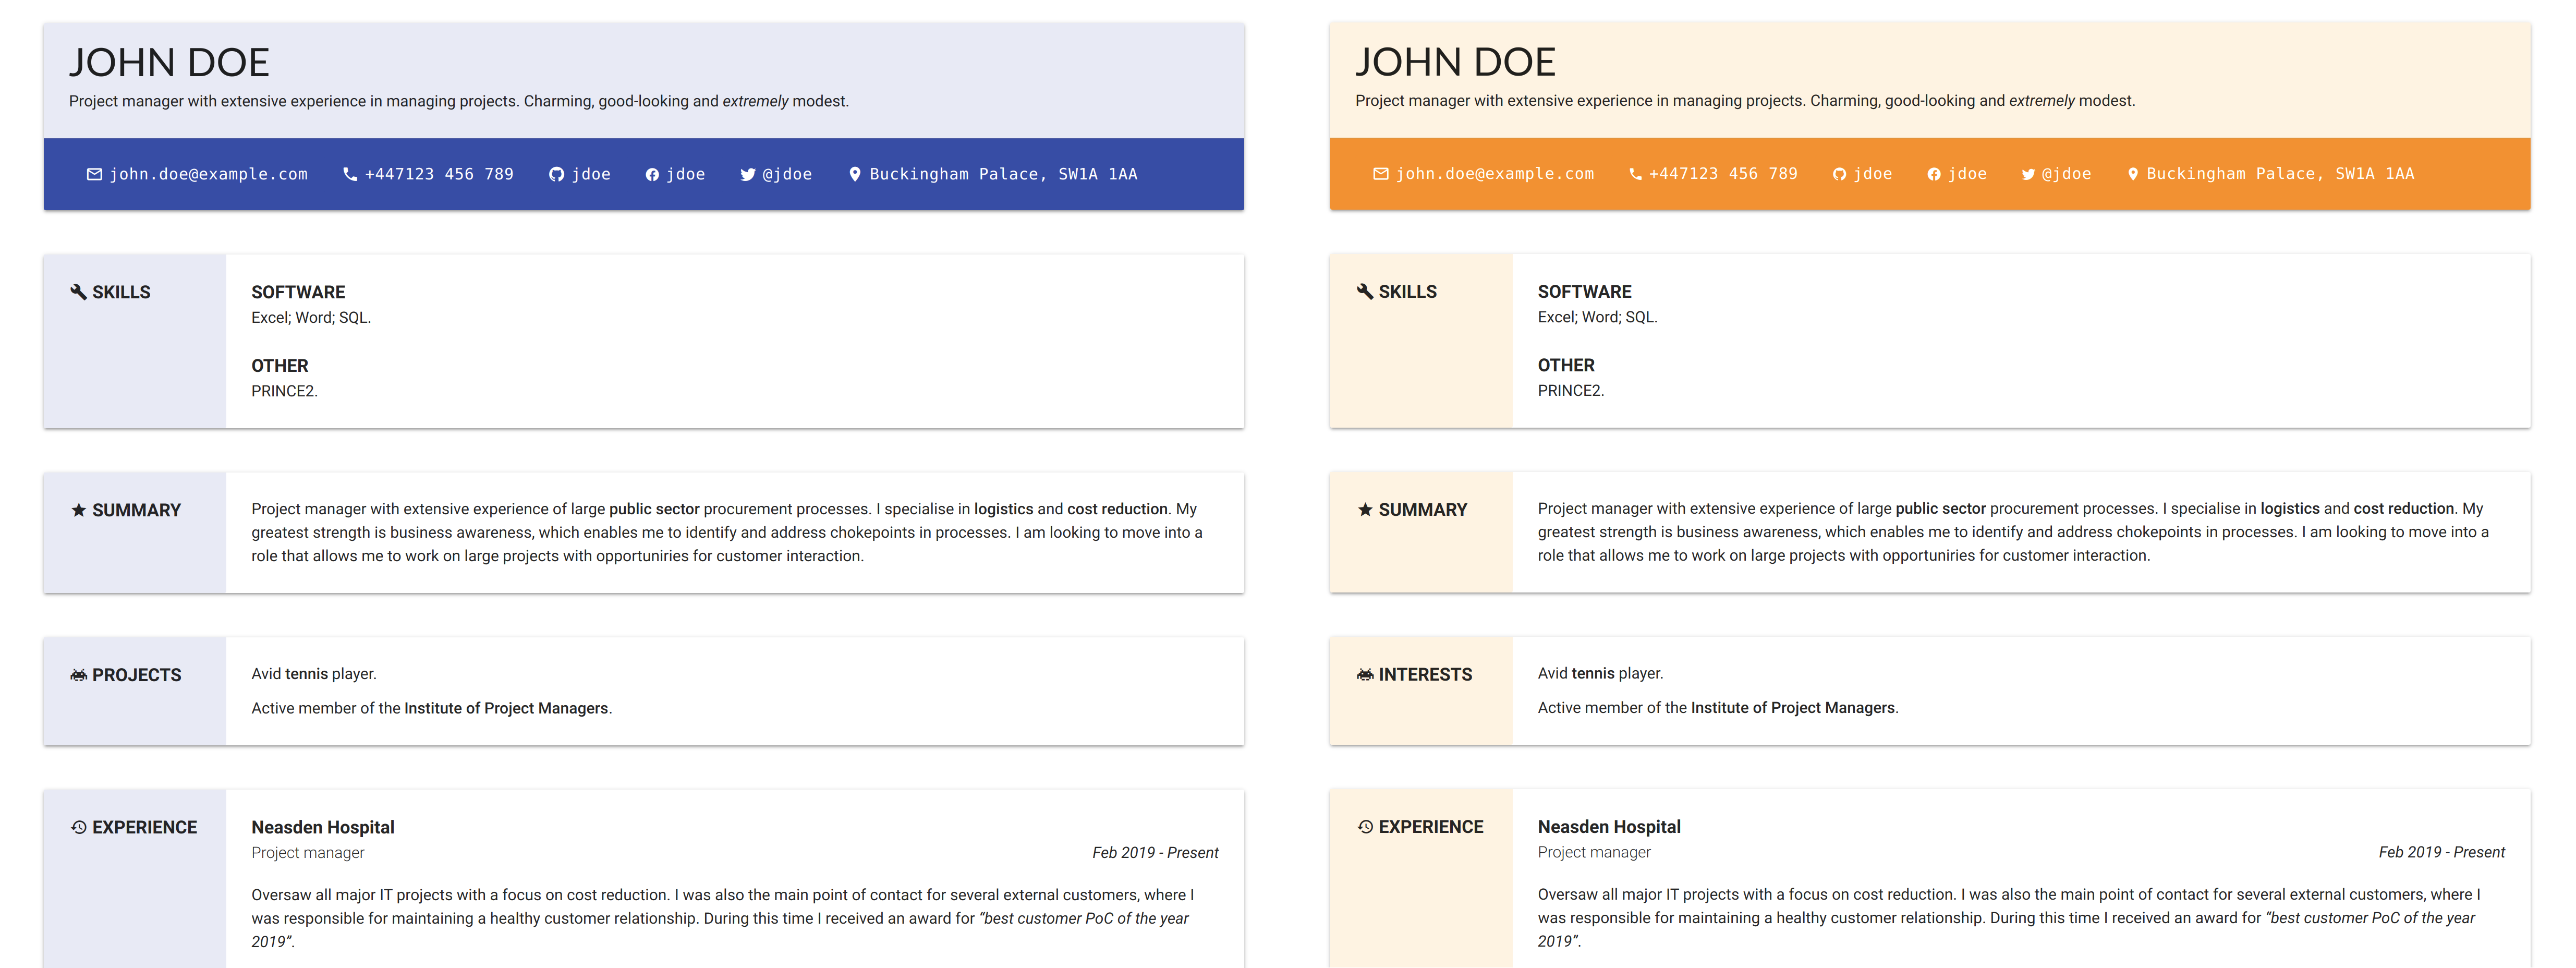 JOHN DOE
Project manager with extensive experience in managing projects. Charming, good-looking and extremely modest.
john.doe@example.com +447123 456 789 jdoe jdoe @jdoe Buckingham Palace, SW1A 1AA
SKILLS
SOFTWARE
Excel; Word; SQL.
OTHER
PRINCE2.
SUMMARY
Project manager with extensive experience of large public sector procurement processes. I specialise in logistics and cost reduction. My
greatest strength is business awareness, which enables me to identify and address chokepoints in processes. I am looking to move into a
role that allows me to work on large projects with opportuniries for customer interaction.
PROJECTS
Avid tennis player.
Active member of the Institute of Project Managers.
EXPERIENCE
Neasden Hospital
Project manager Feb 2019 - Present
Oversaw all major IT projects with a focus on cost reduction. I was also the main point of contact for several external customers, where I
was responsible for maintaining a healthy customer relationship. During this time I received an award for “best customer PoC of the year
2019”.
JOHN DOE
Project manager with extensive experience in managing projects. Charming, good-looking and extremely modest.
john.doe@example.com +447123 456 789 jdoe jdoe @jdoe Buckingham Palace, SW1A 1AA
SKILLS
SOFTWARE
Excel; Word; SQL.
OTHER
PRINCE2.
SUMMARY
Project manager with extensive experience of large public sector procurement processes. I specialise in logistics and cost reduction. My
greatest strength is business awareness, which enables me to identify and address chokepoints in processes. I am looking to move into a
role that allows me to work on large projects with opportuniries for customer interaction.
INTERESTS
Avid tennis player.
Active member of the Institute of Project Managers.
EXPERIENCE
Neasden Hospital
Project manager Feb 2019 - Present
Oversaw all major IT projects with a focus on cost reduction. I was also the main point of contact for several external customers, where I
was responsible for maintaining a healthy customer relationship. During this time I received an award for “best customer PoC of the year
2019”.